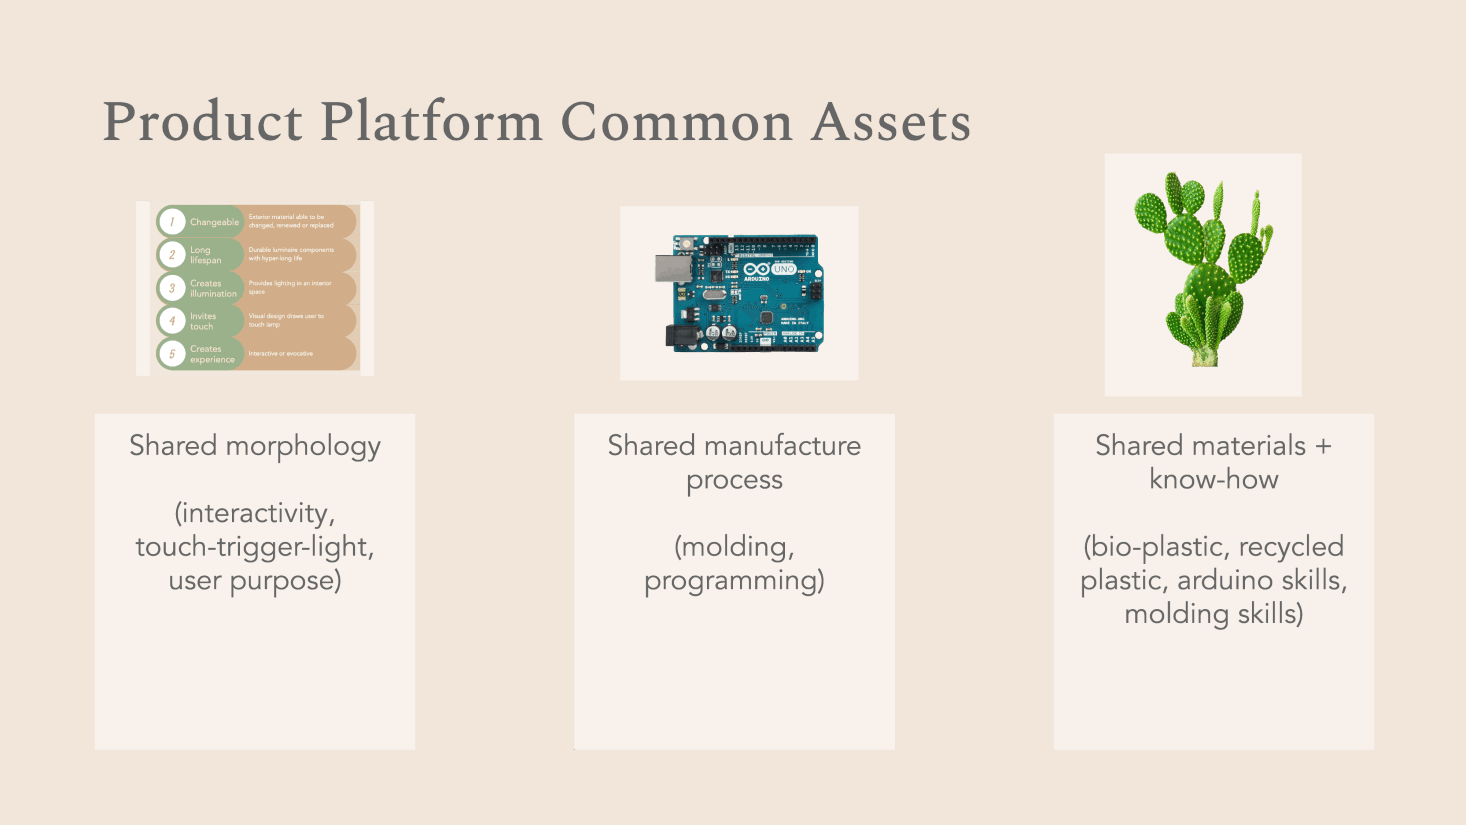 Product Platform Common Assets
1 Changeable
Exterior material able to be
changed, renewed or replaced
2 Long
lifespan
Durable luminaire components
with hyper-long life
3 Creates
illumination
Provides lighting in an interior
space
4 Invites
touch
Visual design draws user to
touch lamp
5 Creates
experience
Interactive or evocative
UNO
ARDUINO
MADE IN ITALY
Shared morphology
(interactivity,
touch-trigger-light,
user purpose)
Shared manufacture
process
(molding,
programming)
Shared materials +
know-how
(bio-plastic, recycled
plastic, arduino skills,
molding skills)